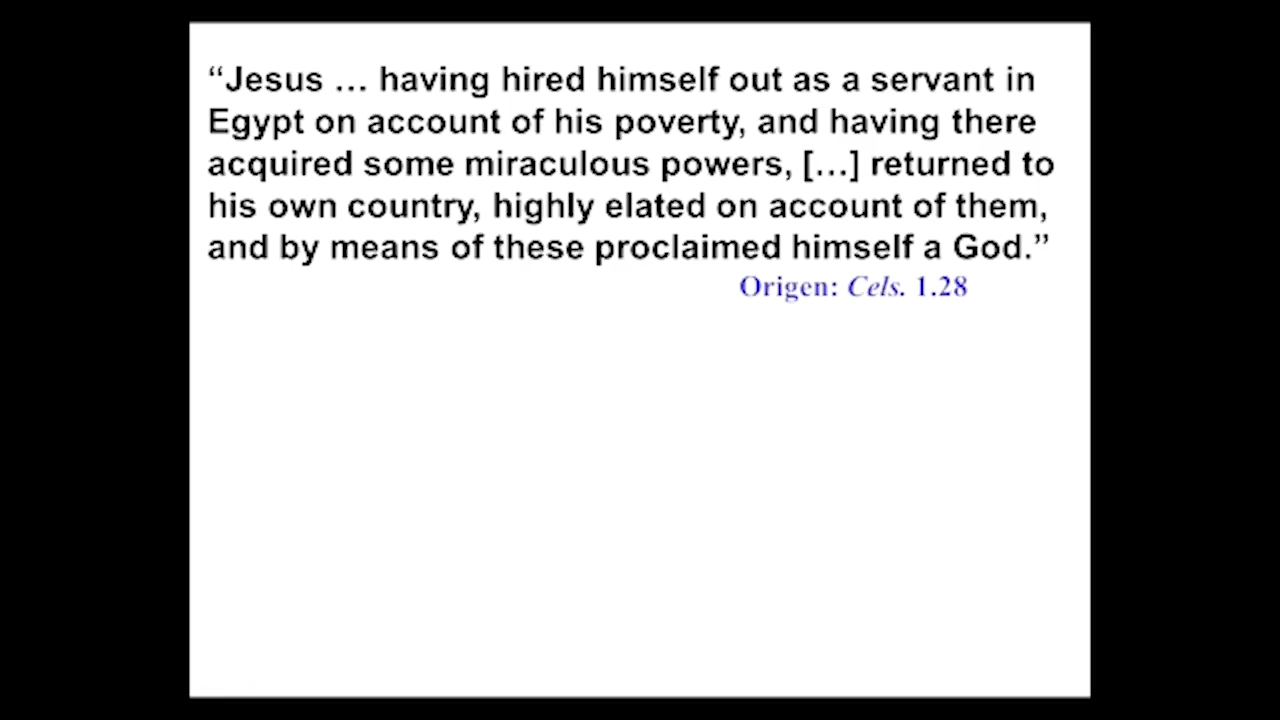 “Jesus … having hired himself out as a servant in
Egypt on account of his poverty, and having there
acquired some miraculous powers, […] returned to
his own country, highly elated on account of them,
and by means of these proclaimed himself a God.”
Origen: Cels. 1.28